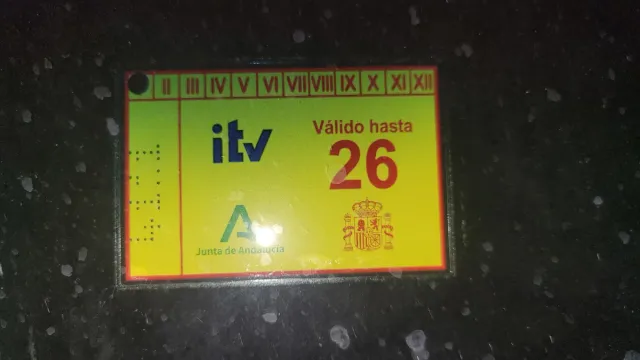 II III IV V VI VII VIII IX X XI XII
itv
Válido hasta
26
Junta de Andalucía